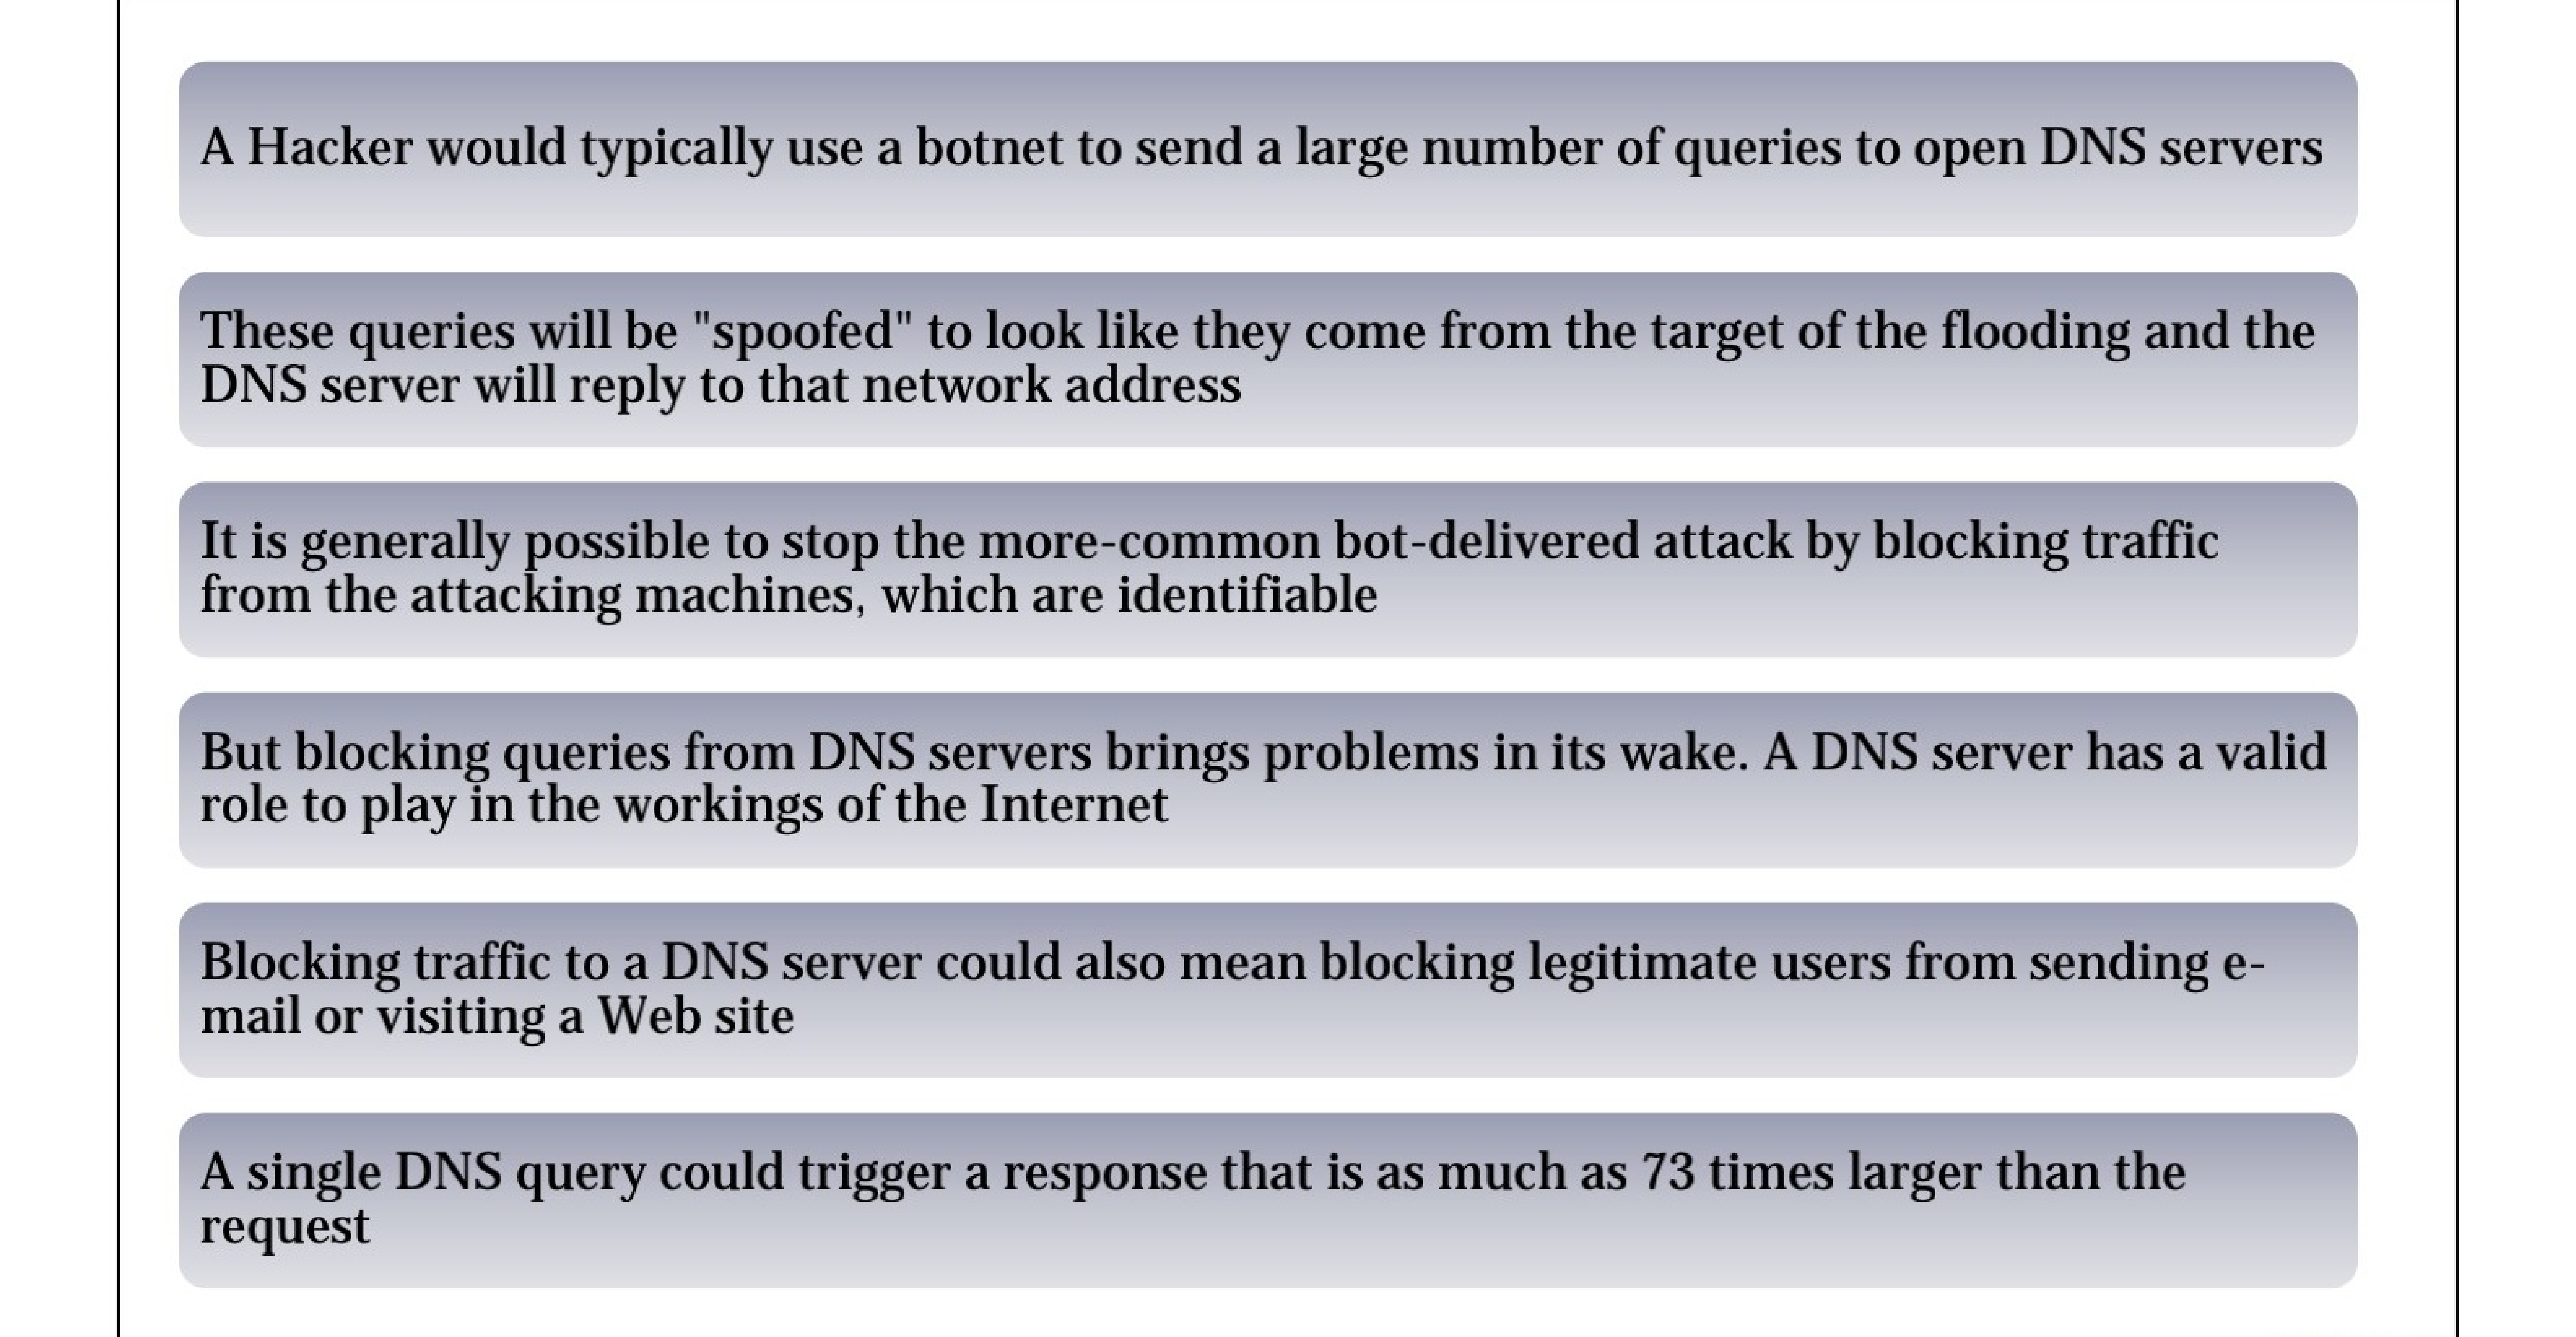 A Hacker would typically use a botnet to send a large number of queries to open DNS servers
These queries will be "spoofed" to look like they come from the target of the flooding and the
DNS server will reply to that network address
It is generally possible to stop the more-common bot-delivered attack by blocking traffic
from the attacking machines, which are identifiable
But blocking queries from DNS servers brings problems in its wake. A DNS server has a valid
role to play in the workings of the Internet
Blocking traffic to a DNS server could also mean blocking legitimate users from sending e-
mail or visiting a Web site
A single DNS query could trigger a response that is as much as 73 times larger than the
request